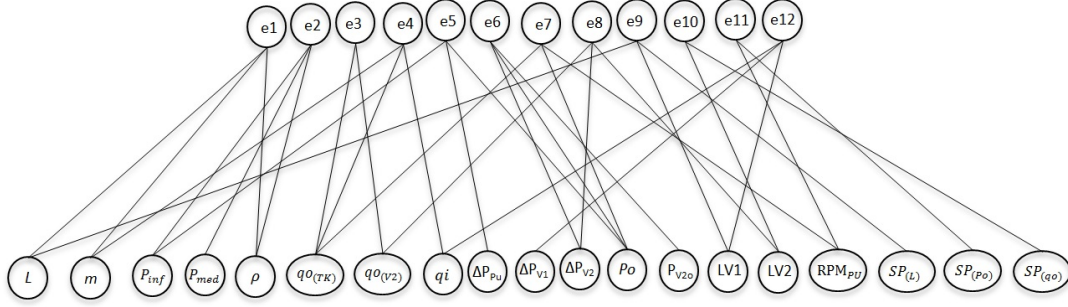 e1 e2 e3 e4 e5 e6 e7 e8 e9 e10 e11 e12
L m P_inf P_med ρ qo_(TK) qo_(V2) qi ΔP_Pu ΔP_V1 ΔP_V2 Po P_V2o LV1 LV2 RPM_PU SP_(L) SP_(Po) SP_(qo)